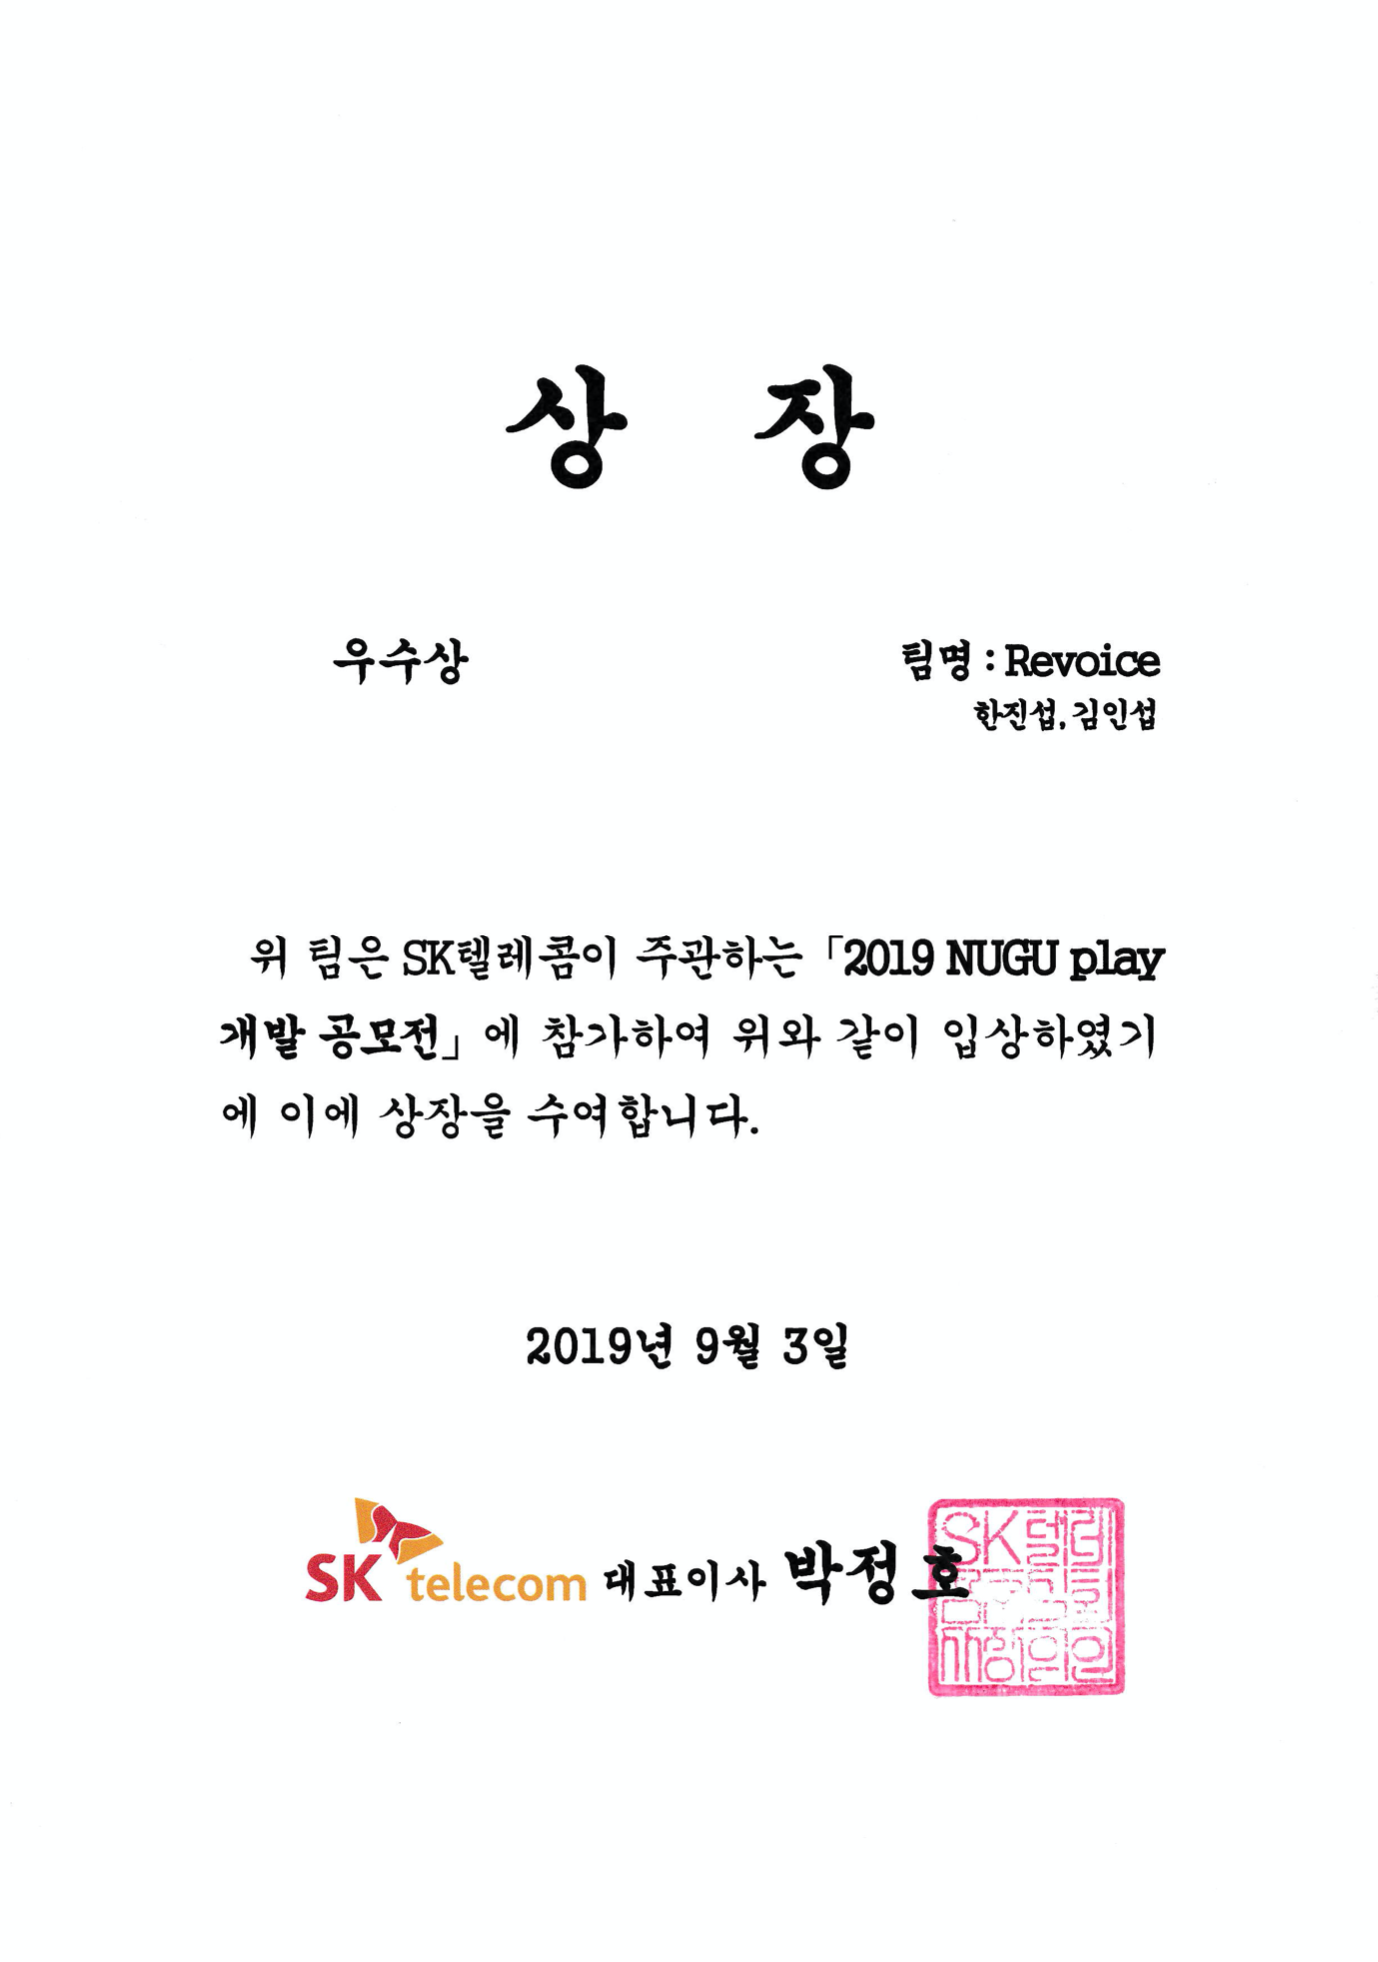 상 장
우수상
팀명 : Revoice
한진섭, 김인섭
위 팀은 SK텔레콤이 주관하는 「2019 NUGU play
개발 공모전」에 참가하여 위와 같이 입상하였기
에 이에 상장을 수여합니다.
2019년 9월 3일
SK telecom 대표이사 박정호
SK텔레